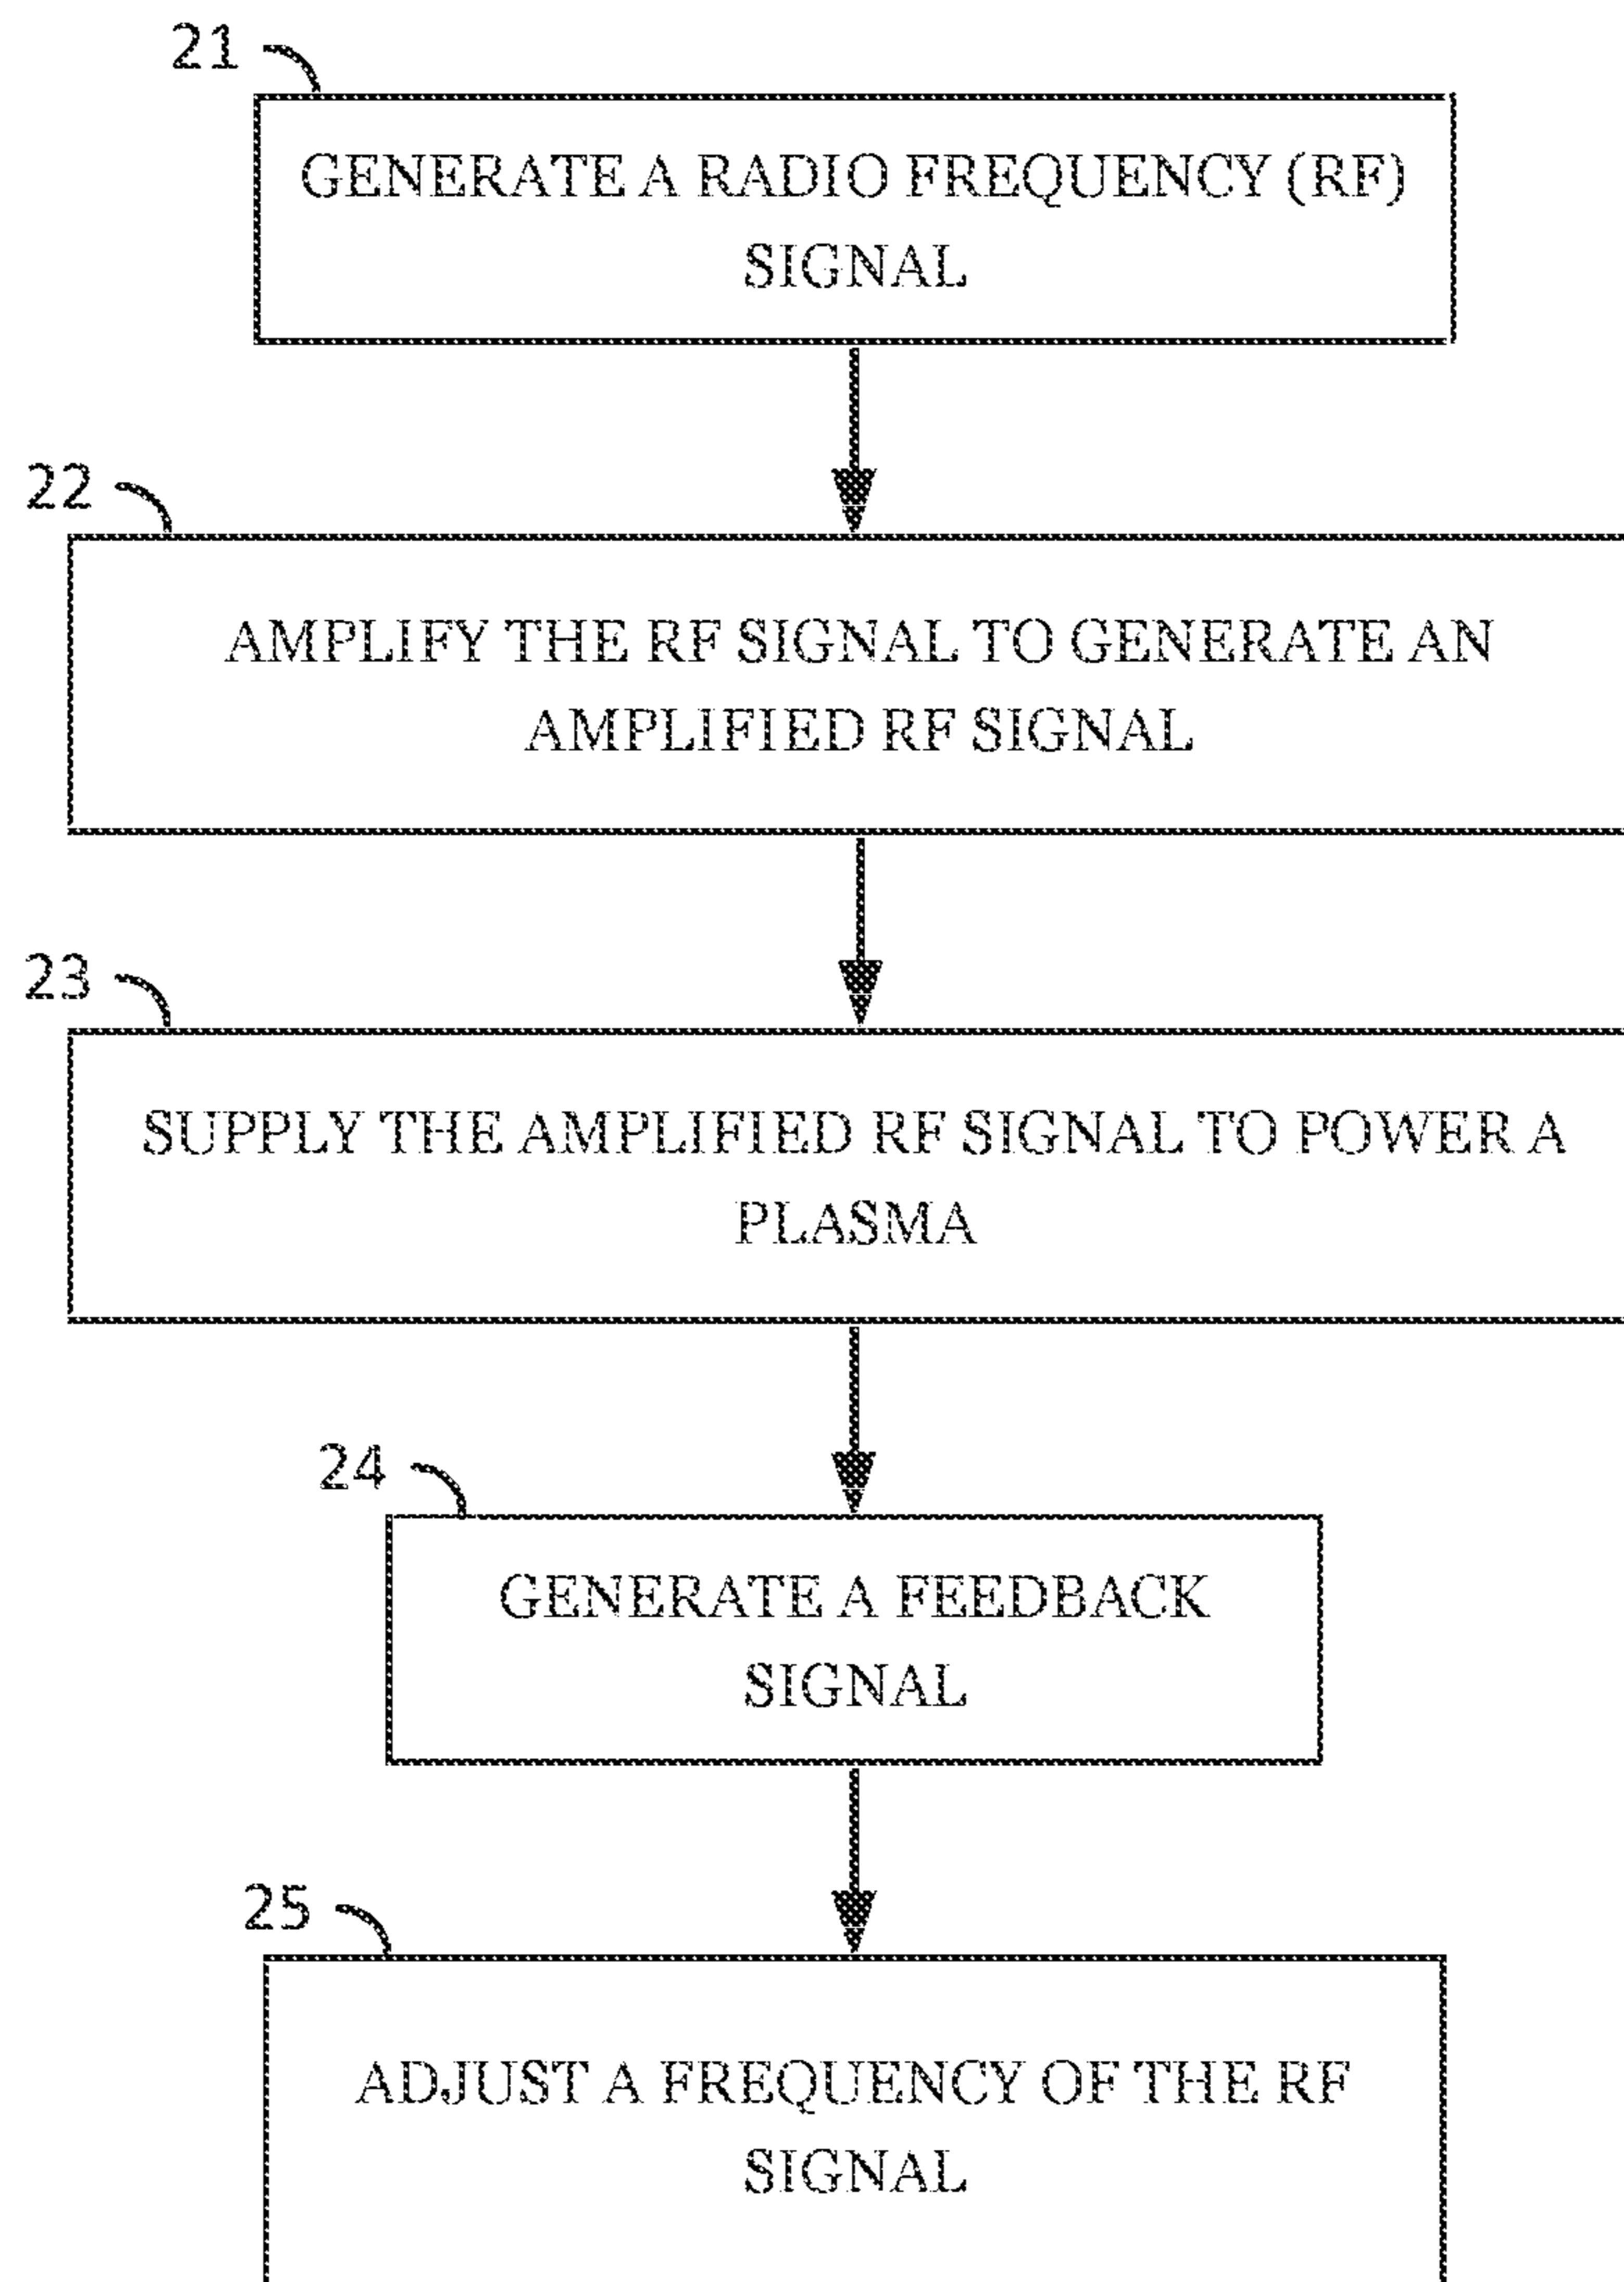 21
GENERATE A RADIO FREQUENCY (RF)
SIGNAL
22
AMPLIFY THE RF SIGNAL TO GENERATE AN
AMPLIFIED RF SIGNAL
23
SUPPLY THE AMPLIFIED RF SIGNAL TO POWER A
PLASMA
24
GENERATE A FEEDBACK
SIGNAL
25
ADJUST A FREQUENCY OF THE RF
SIGNAL